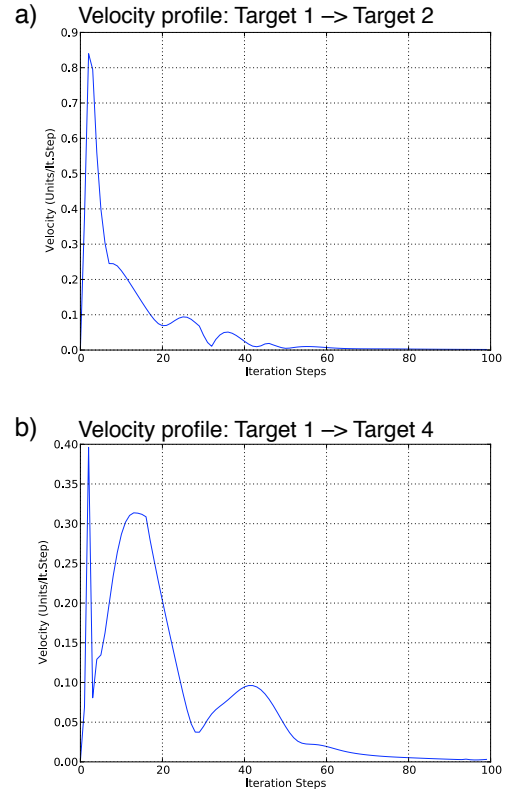 a)
Velocity profile: Target 1 –> Target 2
0.9
0.8
0.7
0.6
0.5
0.4
0.3
0.2
0.1
0.0
Velocity (Units/It.Step)
0 20 40 60 80 100
Iteration Steps
b)
Velocity profile: Target 1 –> Target 4
0.40
0.35
0.30
0.25
0.20
0.15
0.10
0.05
0.00
Velocity (Units/It.Step)
0 20 40 60 80 100
Iteration Steps